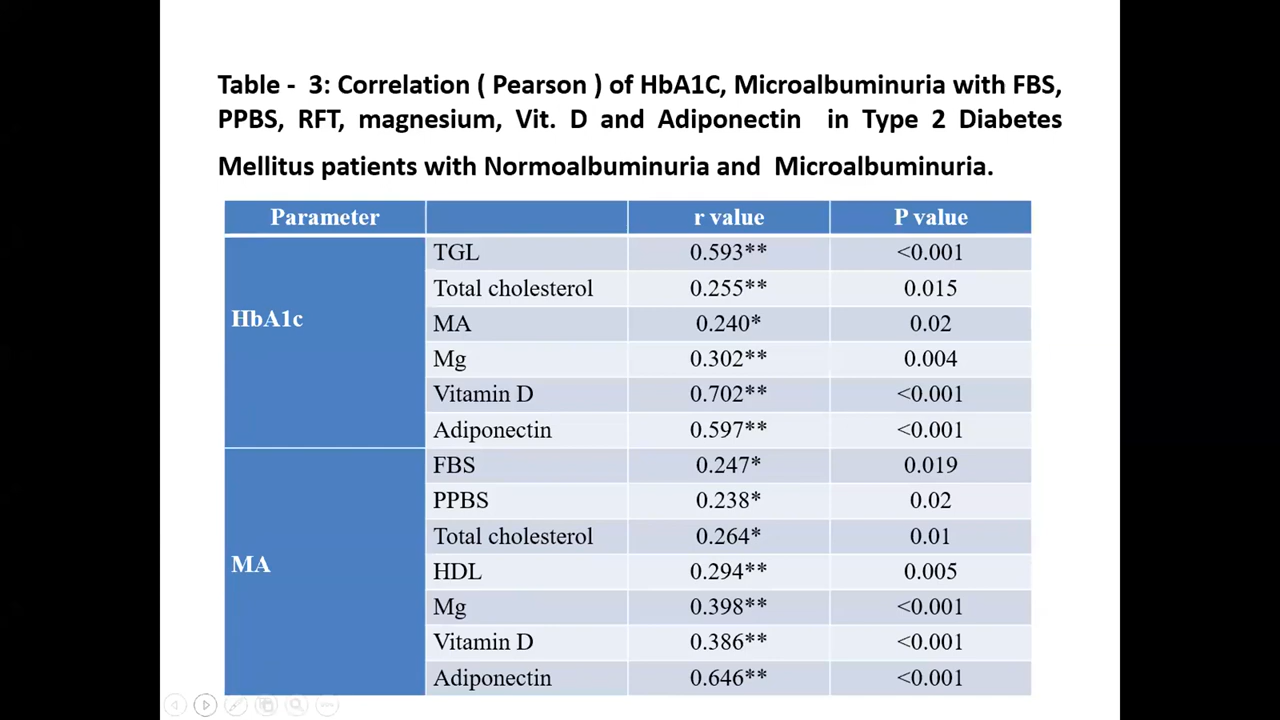 Table - 3: Correlation ( Pearson ) of HbA1C, Microalbuminuria with FBS,
PPBS, RFT, magnesium, Vit. D and Adiponectin in Type 2 Diabetes
Mellitus patients with Normoalbuminuria and Microalbuminuria.
Parameter r value P value
HbA1c
TGL 0.593** <0.001
Total cholesterol 0.255** 0.015
MA 0.240* 0.02
Mg 0.302** 0.004
Vitamin D 0.702** <0.001
Adiponectin 0.597** <0.001
MA
FBS 0.247* 0.019
PPBS 0.238* 0.02
Total cholesterol 0.264* 0.01
HDL 0.294** 0.005
Mg 0.398** <0.001
Vitamin D 0.386** <0.001
Adiponectin 0.646** <0.001